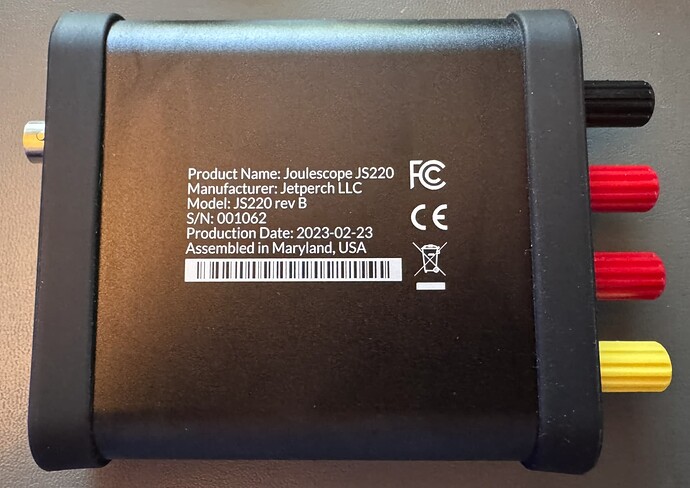 Product Name: Joulescope JS220
Manufacturer: Jetperch LLC
Model: JS220 rev B
S/N: 001062
Production Date: 2023-02-23
Assembled in Maryland, USA
FC
CE